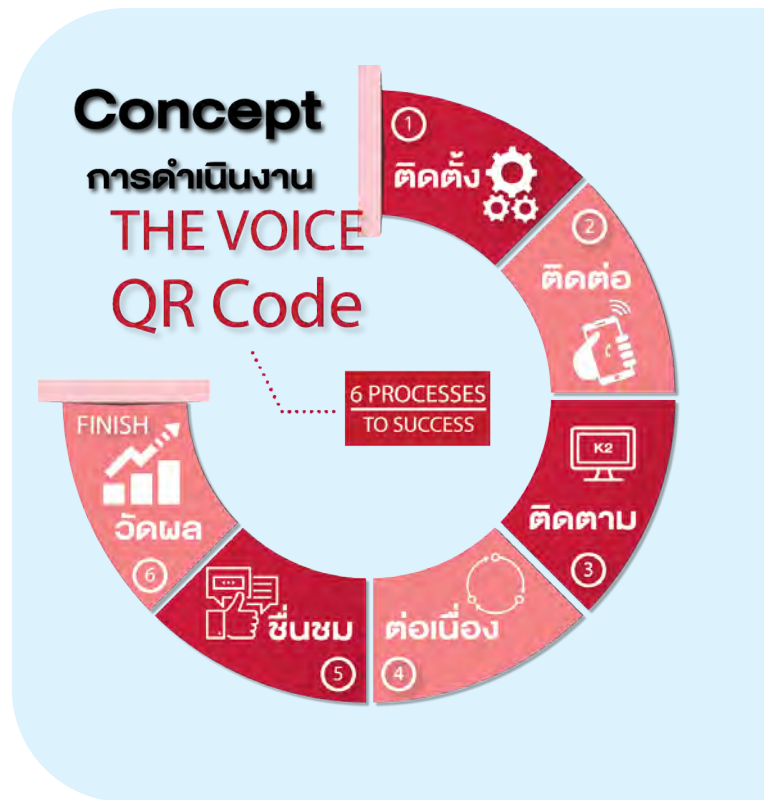 Concept
การดำเนินงาน
THE VOICE
QR Code
6 PROCESSES
TO SUCCESS
1
ติดตั้ง
2
ติดต่อ
K2
ติดตาม
3
ต่อเนื่อง
4
ชื่นชม
5
FINISH
วัดผล
6